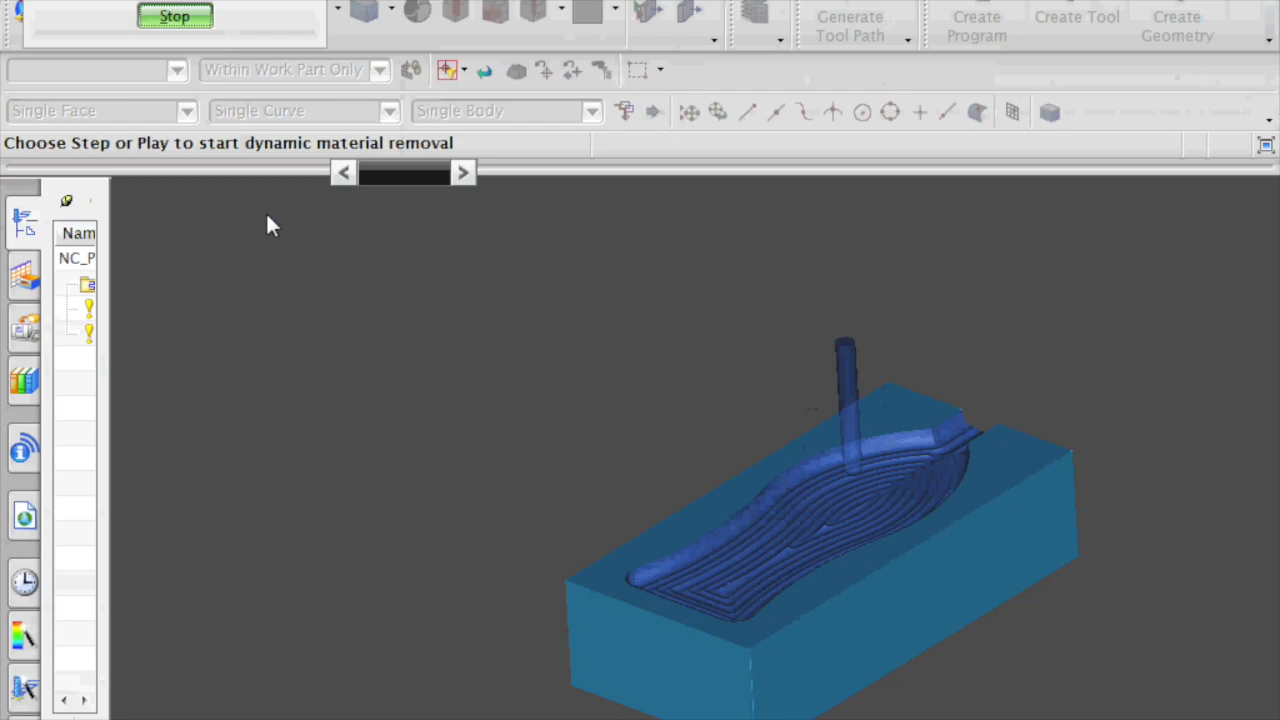 Stop
Generate Tool Path
Create Program
Create Tool
Create Geometry
Within Work Part Only
Single Face
Single Curve
Single Body
Choose Step or Play to start dynamic material removal
< >
Nam
NC_P